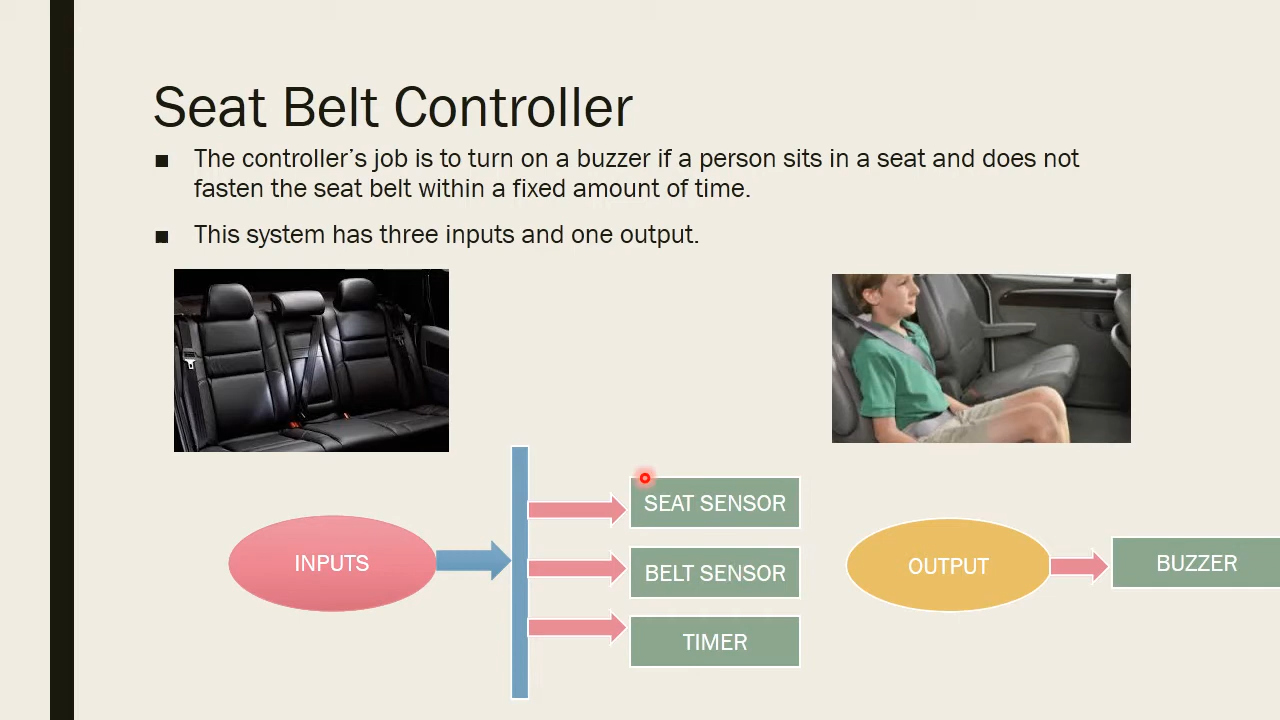 Seat Belt Controller
■ The controller’s job is to turn on a buzzer if a person sits in a seat and does not
fasten the seat belt within a fixed amount of time.
■ This system has three inputs and one output.
INPUTS
SEAT SENSOR
BELT SENSOR
TIMER
OUTPUT
BUZZER